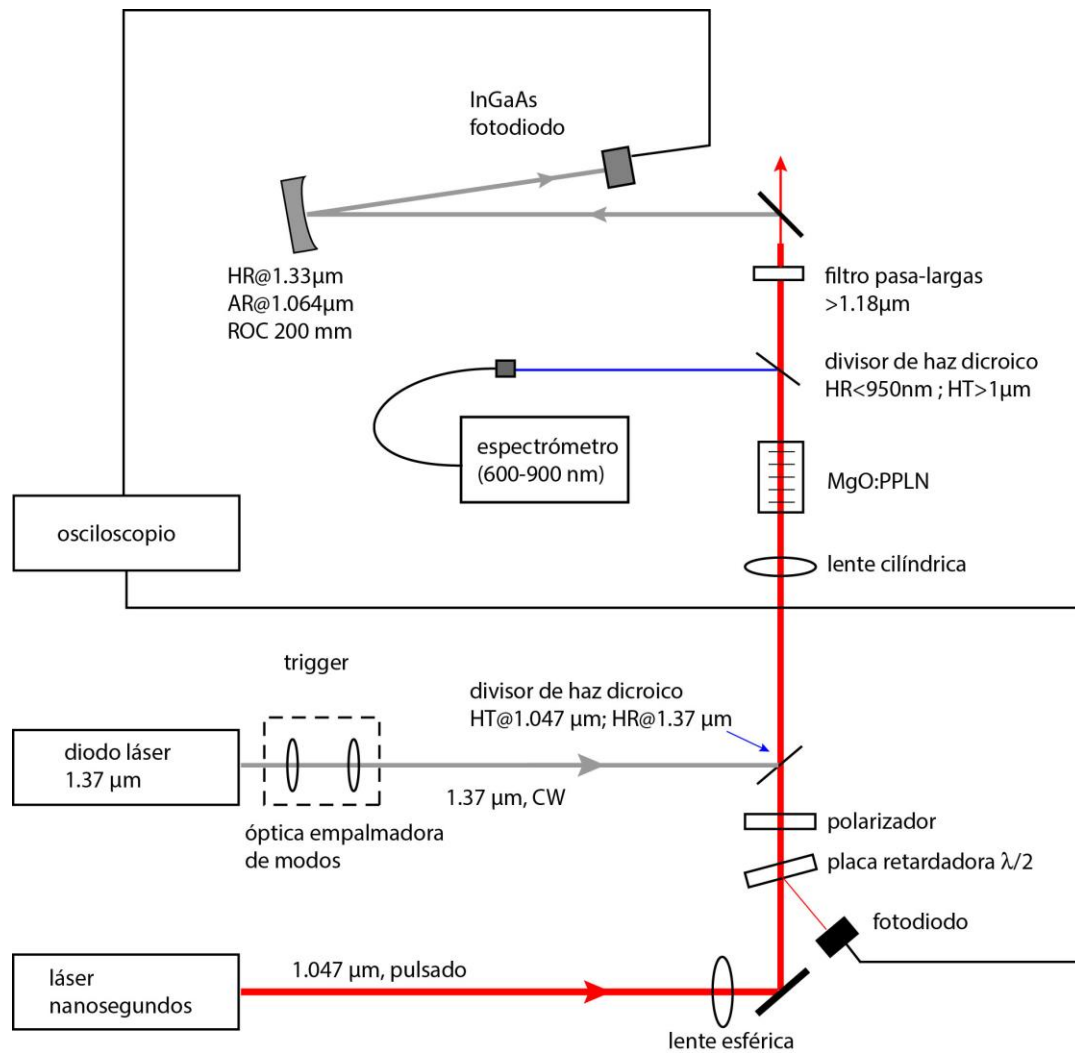 InGaAs
fotodiodo
HR@1.33µm
AR@1.064µm
ROC 200 mm
filtro pasa-largas
>1.18µm
divisor de haz dicroico
HR<950nm ; HT>1µm
espectrómetro
(600-900 nm)
MgO:PPLN
osciloscopio
lente cilíndrica
trigger
divisor de haz dicroico
HT@1.047 µm; HR@1.37 µm
diodo láser
1.37 µm
1.37 µm, CW
óptica empalmadora
de modos
polarizador
placa retardadora λ/2
fotodiodo
láser
nanosegundos
1.047 µm, pulsado
lente esférica